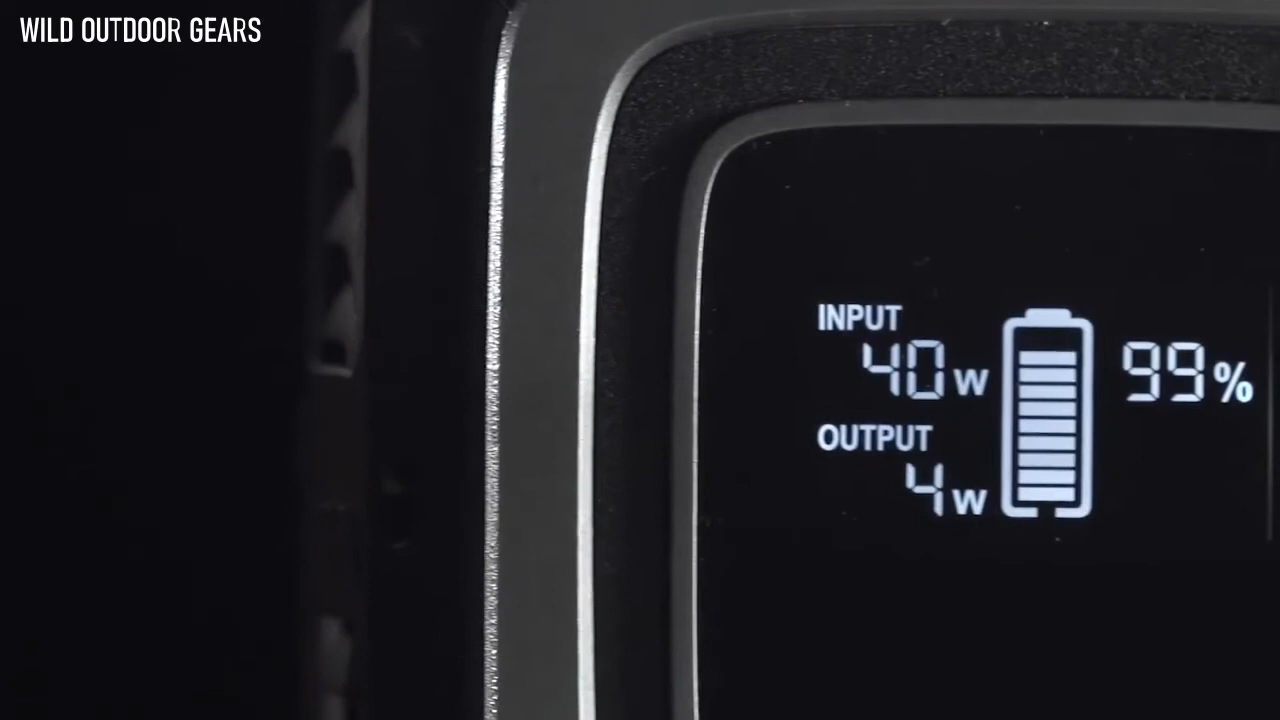 WILD OUTDOOR GEARS
INPUT
40 W
99 %
OUTPUT
4 W